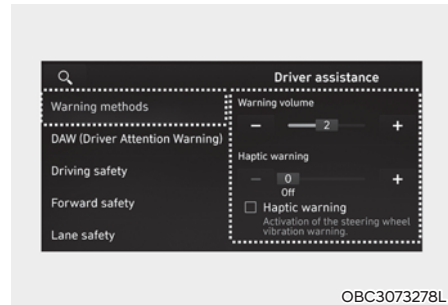 Driver assistance
Warning methods
DAW (Driver Attention Warning)
Driving safety
Forward safety
Lane safety
Warning volume
− 2 +
Haptic warning
− 0 +
Off
Haptic warning
Activation of the steering wheel
vibration warning.
OBC3073278L